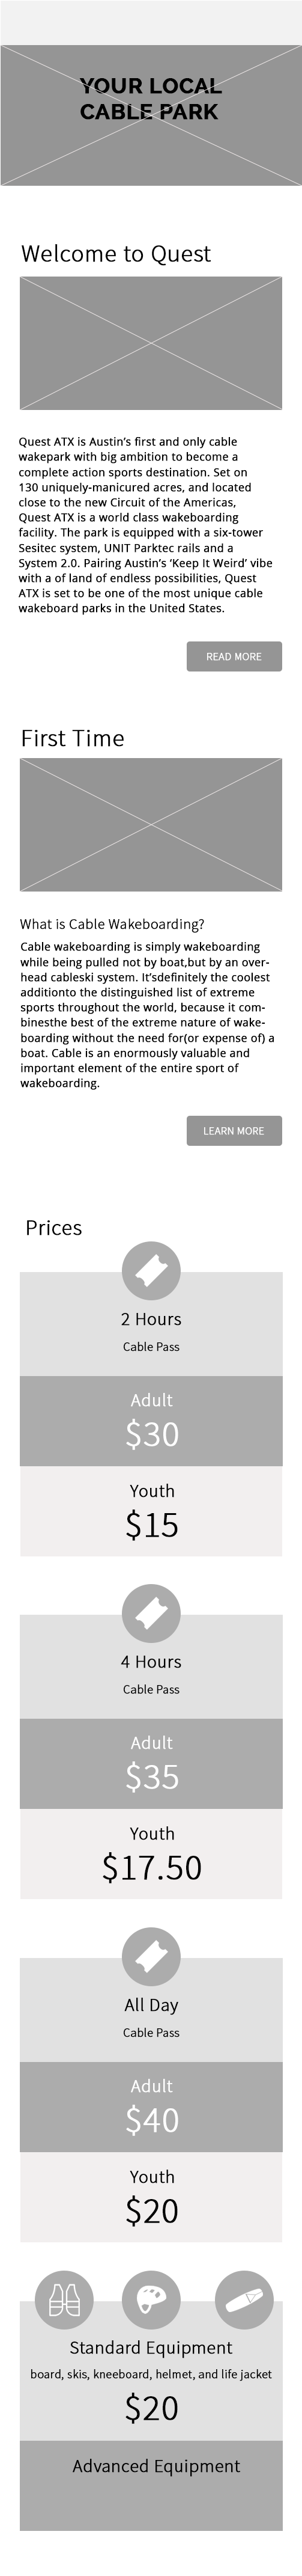 YOUR LOCAL
CABLE PARK
Welcome to Quest
Quest ATX is Austin's first and only cable
wakepark with big ambition to become a
complete action sports destination. Set on
130 uniquely-manicured acres, and located
close to the new Circuit of the Americas,
Quest ATX is a world class wakeboarding
facility. The park is equipped with a six-tower
Sesitec system, UNIT Parktec rails and a
System 2.0. Pairing Austin's 'Keep It Weird' vibe
with a of land of endless possibilities, Quest
ATX is set to be one of the most unique cable
wakeboard parks in the United States.
READ MORE
First Time
What is Cable Wakeboarding?
Cable wakeboarding is simply wakeboarding
while being pulled not by boat,but by an over-
head cableski system. It'sdefinitely the coolest
additionto the distinguished list of extreme
sports throughout the world, because it com-
binesthe best of the extreme nature of wake-
boarding without the need for(or expense of) a
boat. Cable is an enormously valuable and
important element of the entire sport of
wakeboarding.
LEARN MORE
Prices
2 Hours
Cable Pass
Adult
$30
Youth
$15
4 Hours
Cable Pass
Adult
$35
Youth
$17.50
All Day
Cable Pass
Adult
$40
Youth
$20
Standard Equipment
board, skis, kneeboard, helmet, and life jacket
$20
Advanced Equipment